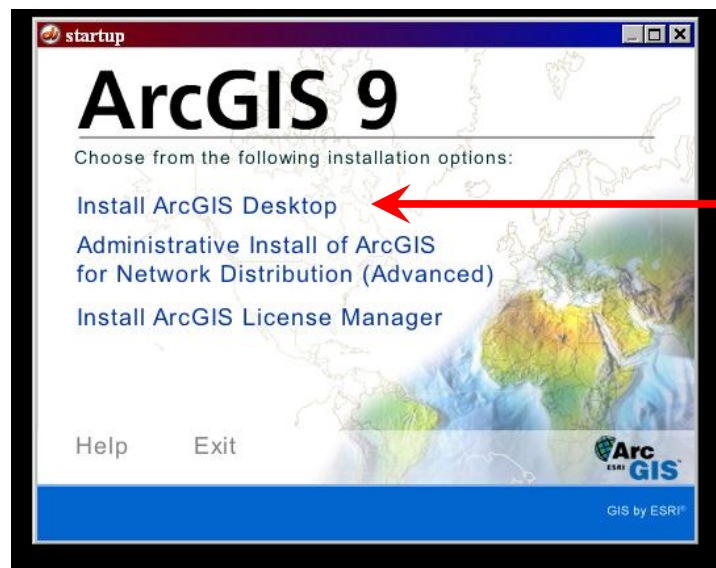 startup
ArcGIS 9
Choose from the following installation options:
Install ArcGIS Desktop
Administrative Install of ArcGIS
for Network Distribution (Advanced)
Install ArcGIS License Manager
Help Exit
Arc
ESRI GIS
GIS by ESRI®